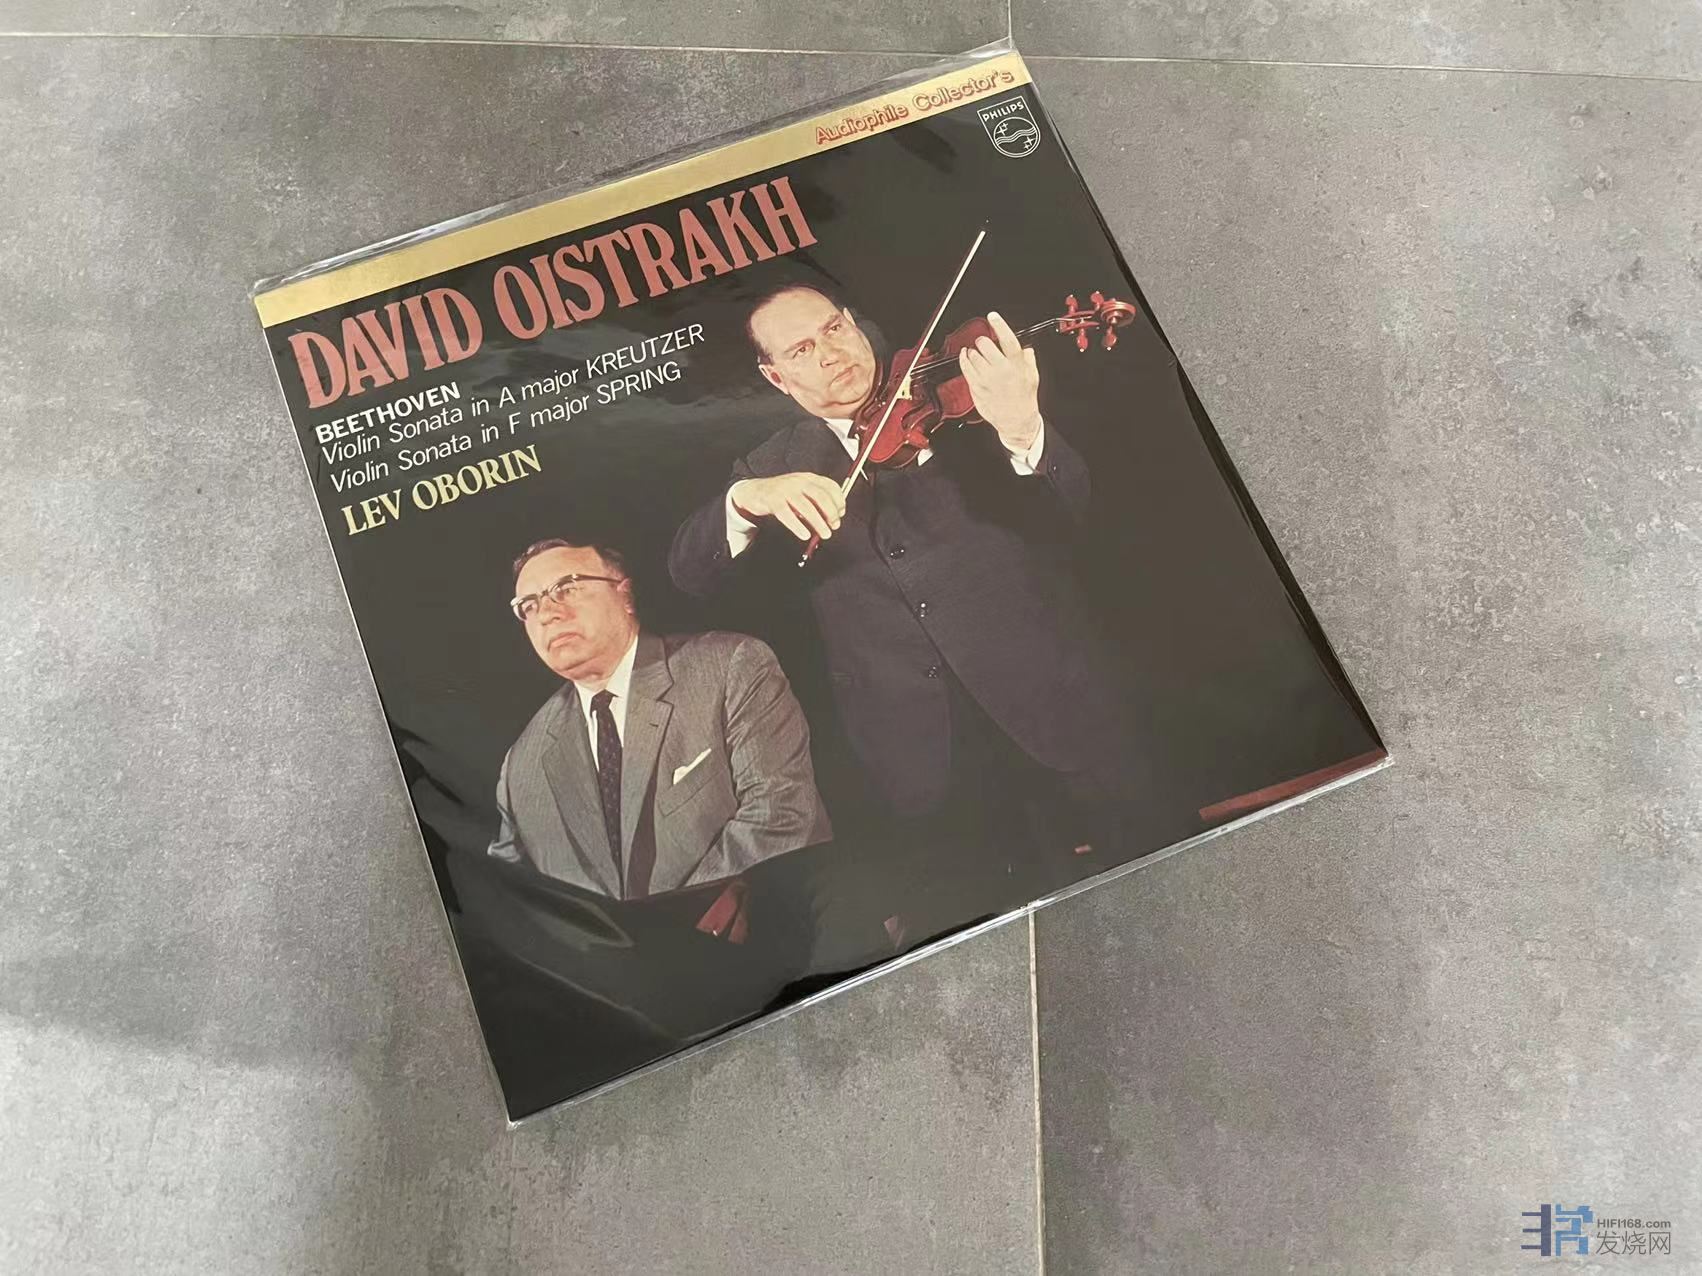 Audiophile Collector's
PHILIPS
DAVID OISTRAKH
BEETHOVEN
Violin Sonata in A major KREUTZER
Violin Sonata in F major SPRING
LEV OBORIN
HIFI168.com
发烧网